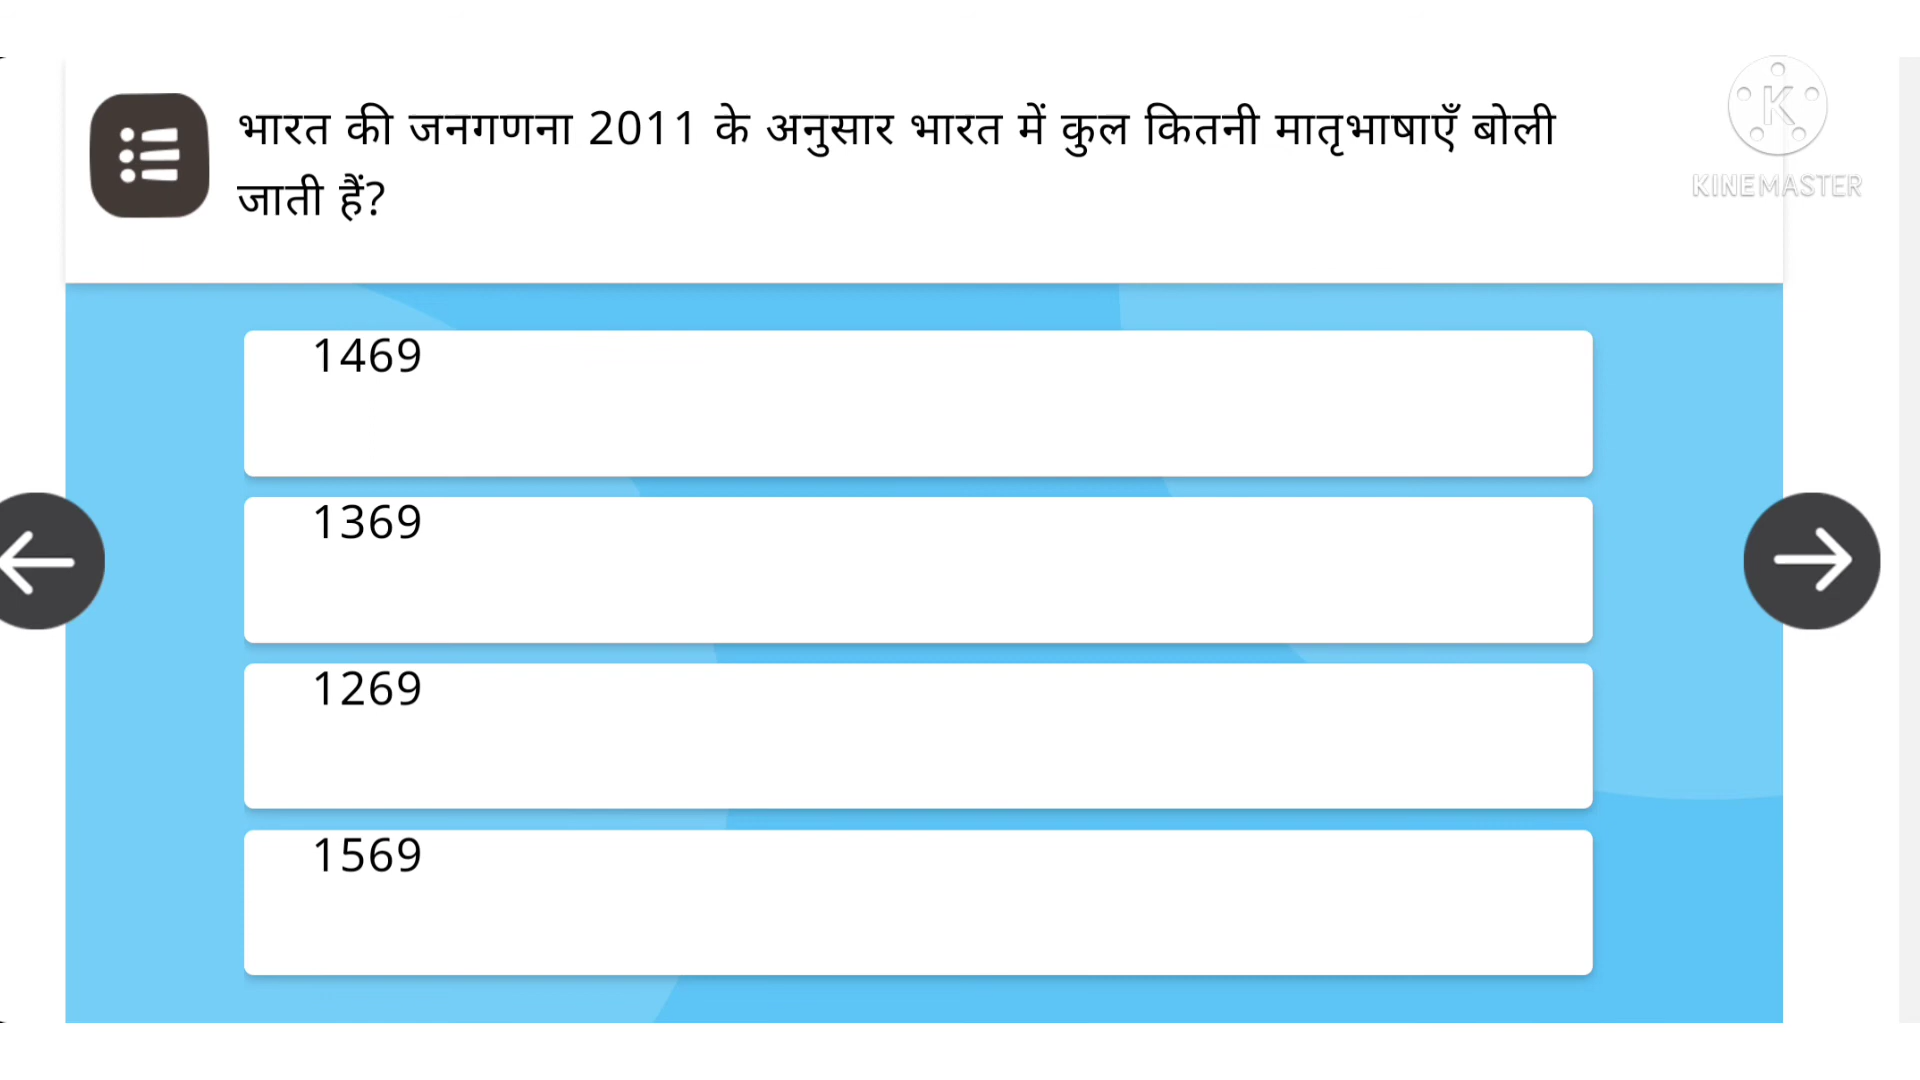 भारत की जनगणना 2011 के अनुसार भारत में कुल कितनी मातृभाषाएँ बोली
जाती हैं?
K
KINEMASTER
1469
1369
1269
1569